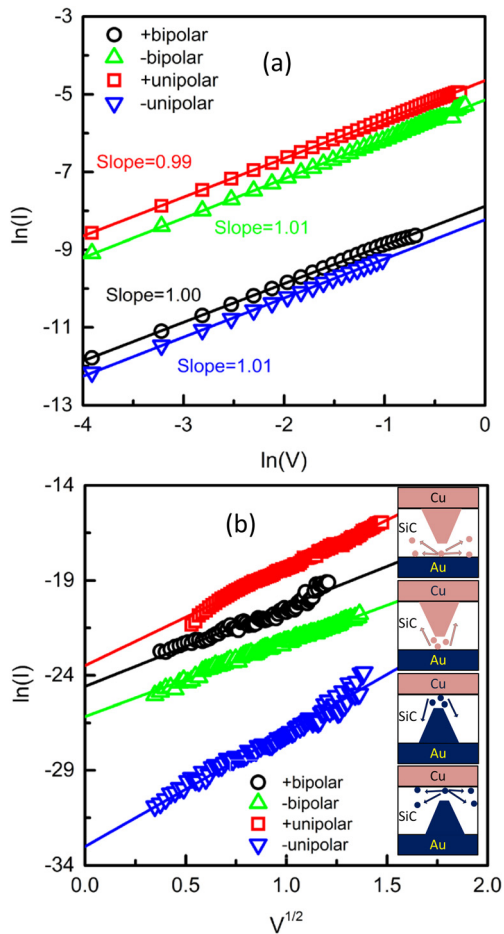 -3
+bipolar
-bipolar
+unipolar
-unipolar
(a)
-5
Slope=0.99
-7
ln(I)
Slope=1.01
-9
Slope=1.00
-11
Slope=1.01
-13
-4 -3 -2 -1 0
ln(V)
-14
(b)
Cu
SiC
Au
-19
Cu
Au
-24
ln(I)
Cu
SiC
Au
-29
+bipolar
-bipolar
+unipolar
-unipolar
Cu
SiC
Au
-34
0.0 0.5 1.0 1.5 2.0
V1/2